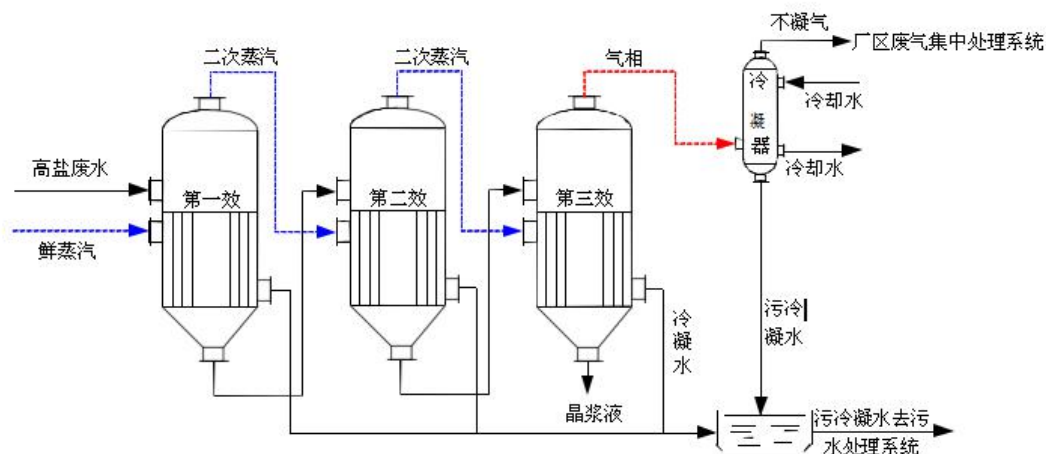 不凝气
厂区废气集中处理系统
二次蒸汽
二次蒸汽
气相
冷
凝
器
冷却水
冷却水
高盐废水
第一效
第二效
第三效
鲜蒸汽
冷
凝
水
污冷
凝水
晶浆液
污冷凝水去污
水处理系统